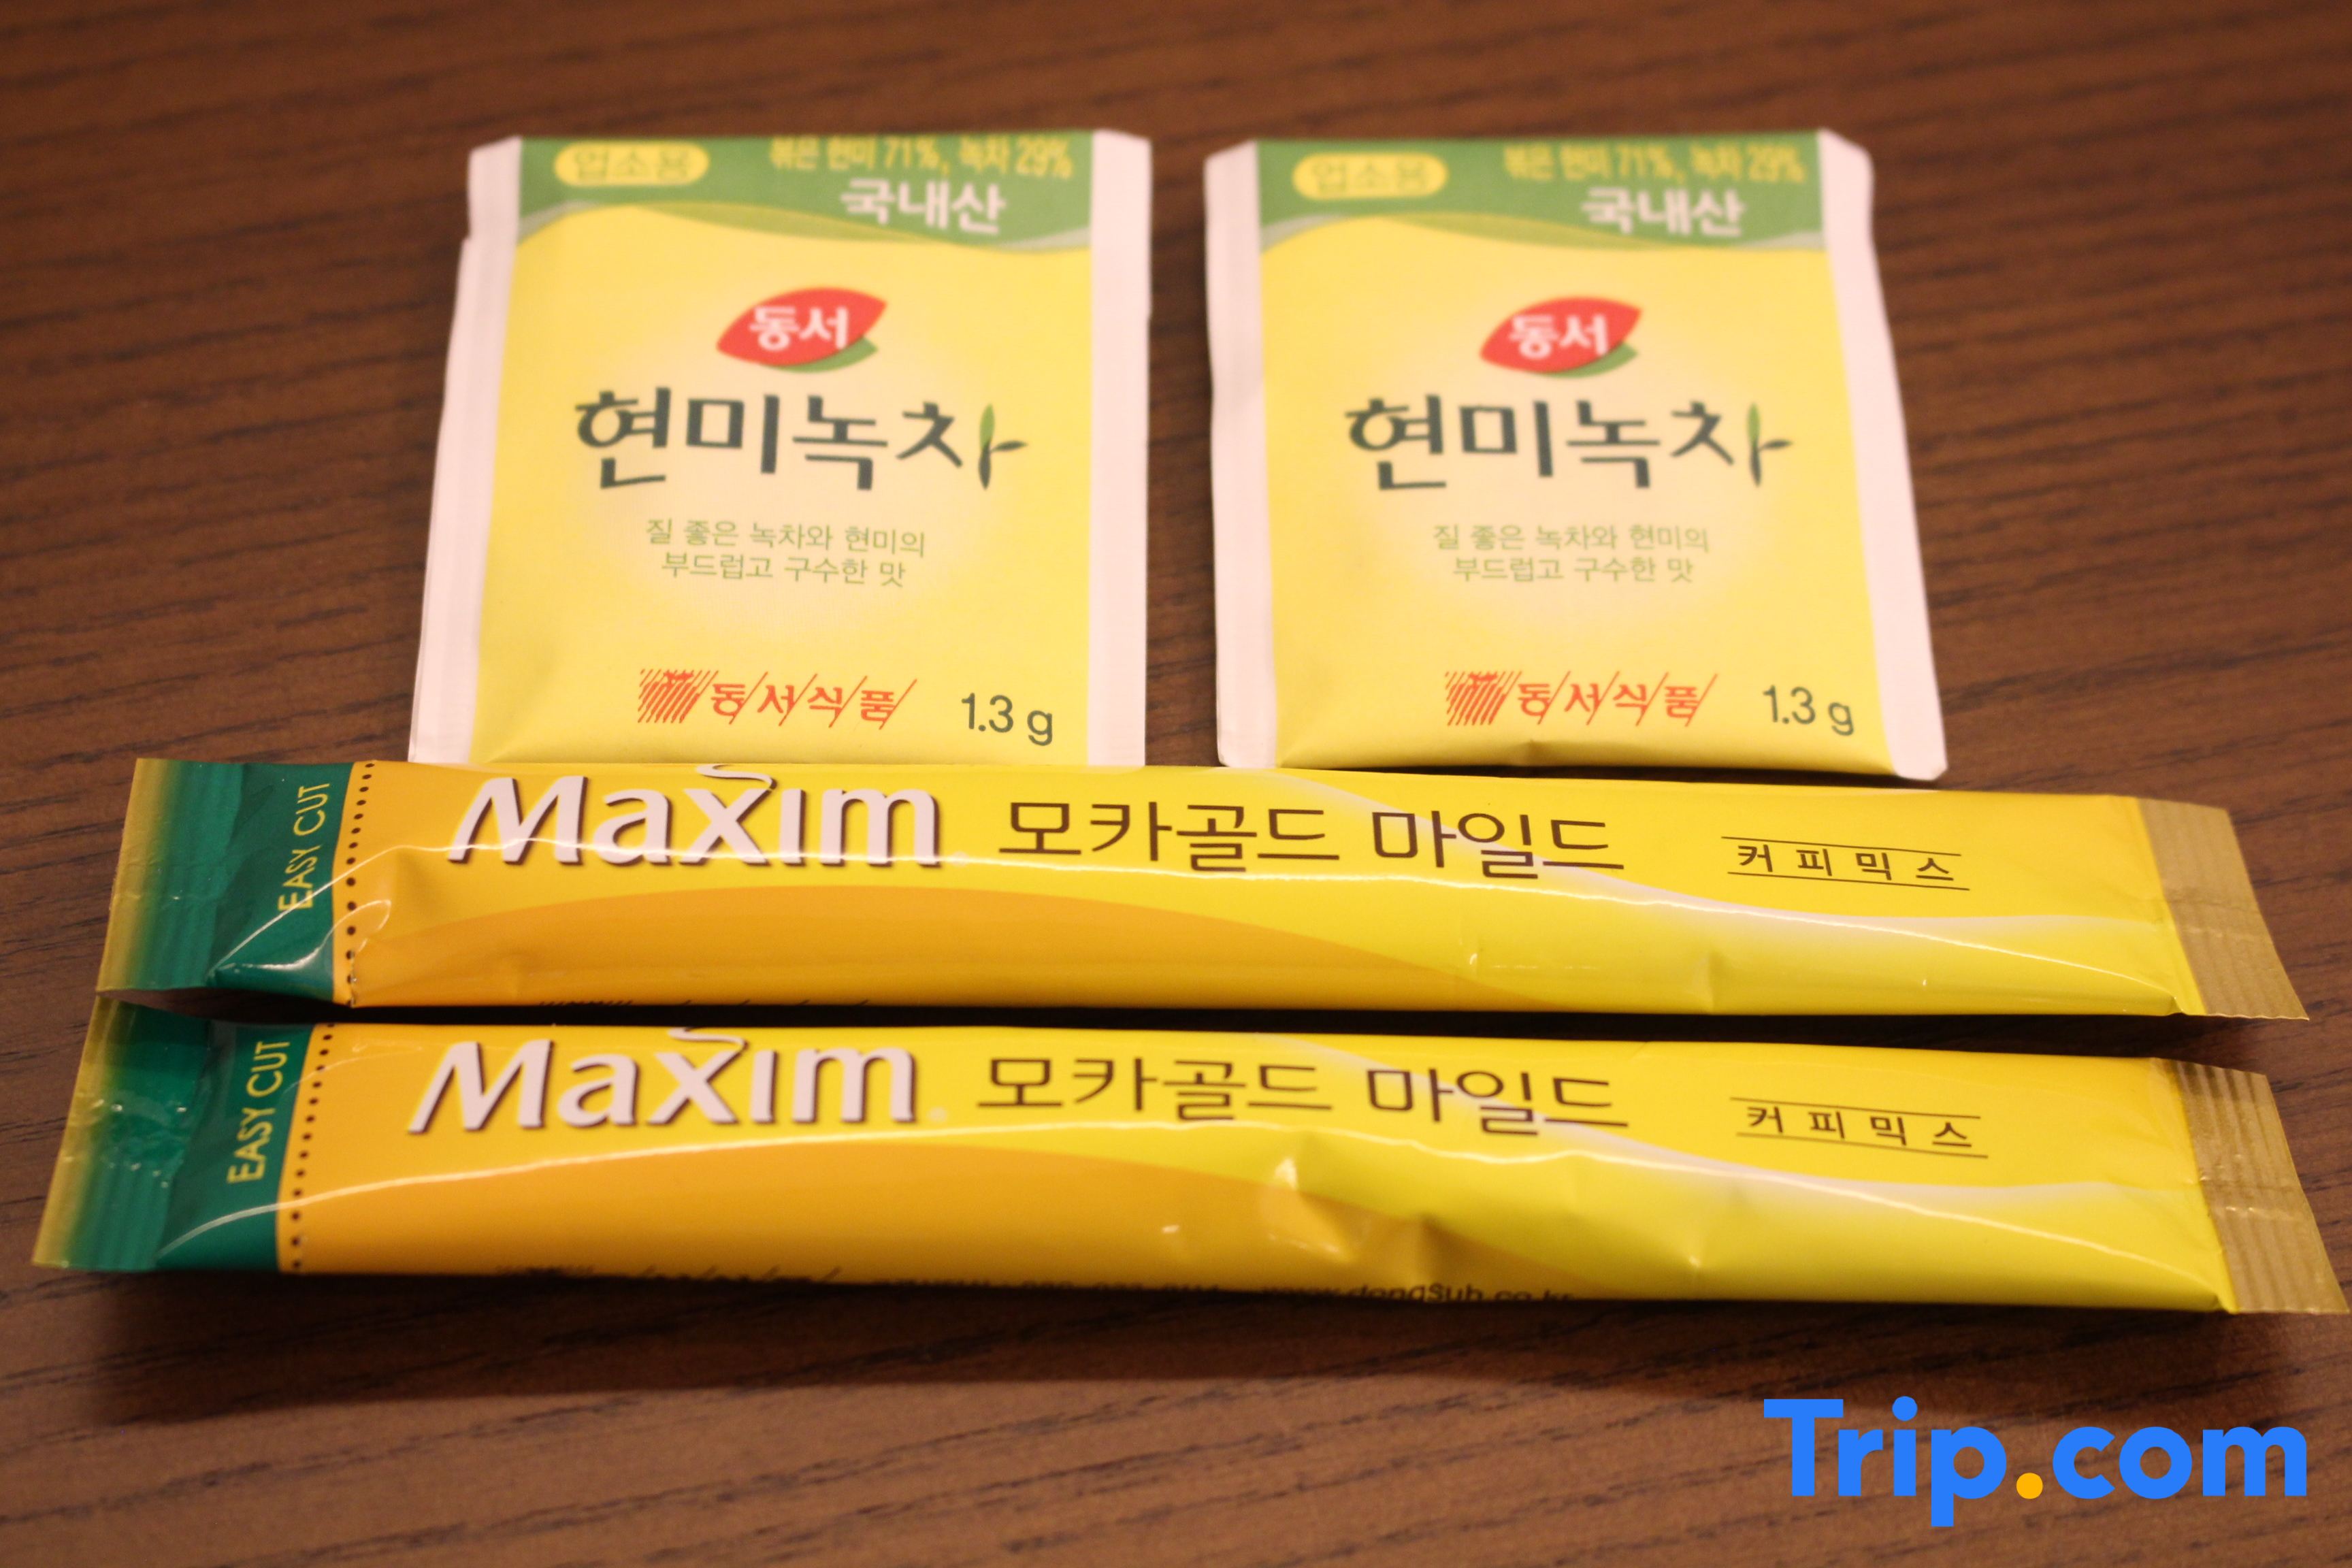 업소용
볶은 현미 71%, 녹차 29%
국내산
동서
현미녹차
질 좋은 녹차와 현미의
부드럽고 구수한 맛
동서식품
1.3 g
업소용
볶은 현미 71%, 녹차 29%
국내산
동서
현미녹차
질 좋은 녹차와 현미의
부드럽고 구수한 맛
동서식품
1.3 g
EASY CUT
Maxim 모카골드 마일드 커피믹스
EASY CUT
Maxim 모카골드 마일드 커피믹스
www.dongsuh.co.kr
Trip.com